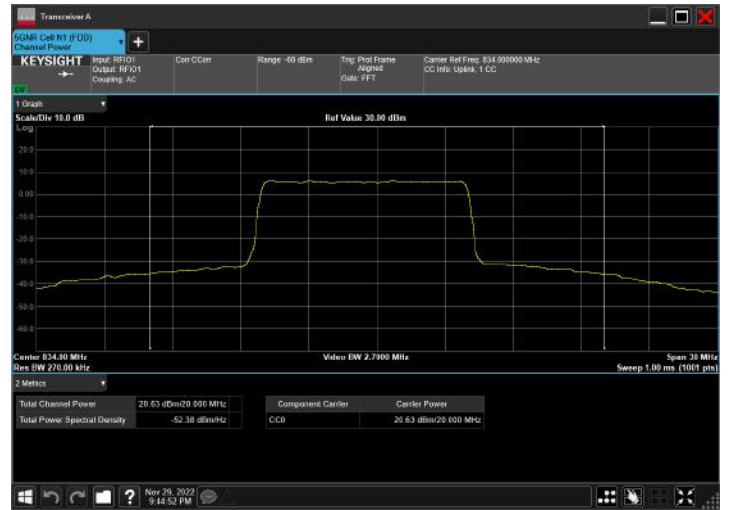 Transceiver A
5GNR Cell N1 (FDD)
Channel Power
KEYSIGHT
Input: RFIO1
Output: RFIO1
Coupling: AC
Corr CCorr
Range: -60 dBm
Trig: Prot Frame
Aligned
Gate: FFT
Carrier Ref Freq: 834.000000 MHz
CC Info: Uplink, 1 CC
1 Graph
Scale/Div 10.0 dB
Ref Value 30.00 dBm
Log
20.0
10.0
0.00
-10.0
-20.0
-30.0
-40.0
-50.0
-60.0
Center 834.00 MHz
Video BW 2.7000 MHz
Span 30 MHz
Res BW 270.00 kHz
Sweep 1.00 ms (1001 pts)
2 Metrics
Total Channel Power 20.63 dBm/20.000 MHz
Total Power Spectral Density -52.38 dBm/Hz
Component Carrier Carrier Power
CC0 20.63 dBm/20.000 MHz
?
Nov 29, 2022
9:44:52 PM